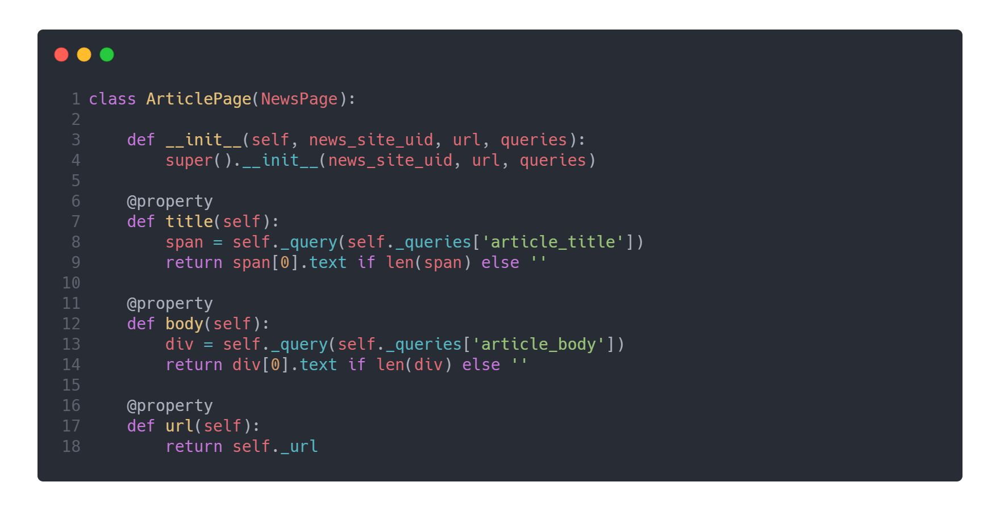 1 class ArticlePage(NewsPage):
2
3     def __init__(self, news_site_uid, url, queries):
4         super().__init__(news_site_uid, url, queries)
5
6     @property
7     def title(self):
8         span = self._query(self._queries['article_title'])
9         return span[0].text if len(span) else ''
10
11     @property
12     def body(self):
13         div = self._query(self._queries['article_body'])
14         return div[0].text if len(div) else ''
15
16     @property
17     def url(self):
18         return self._url